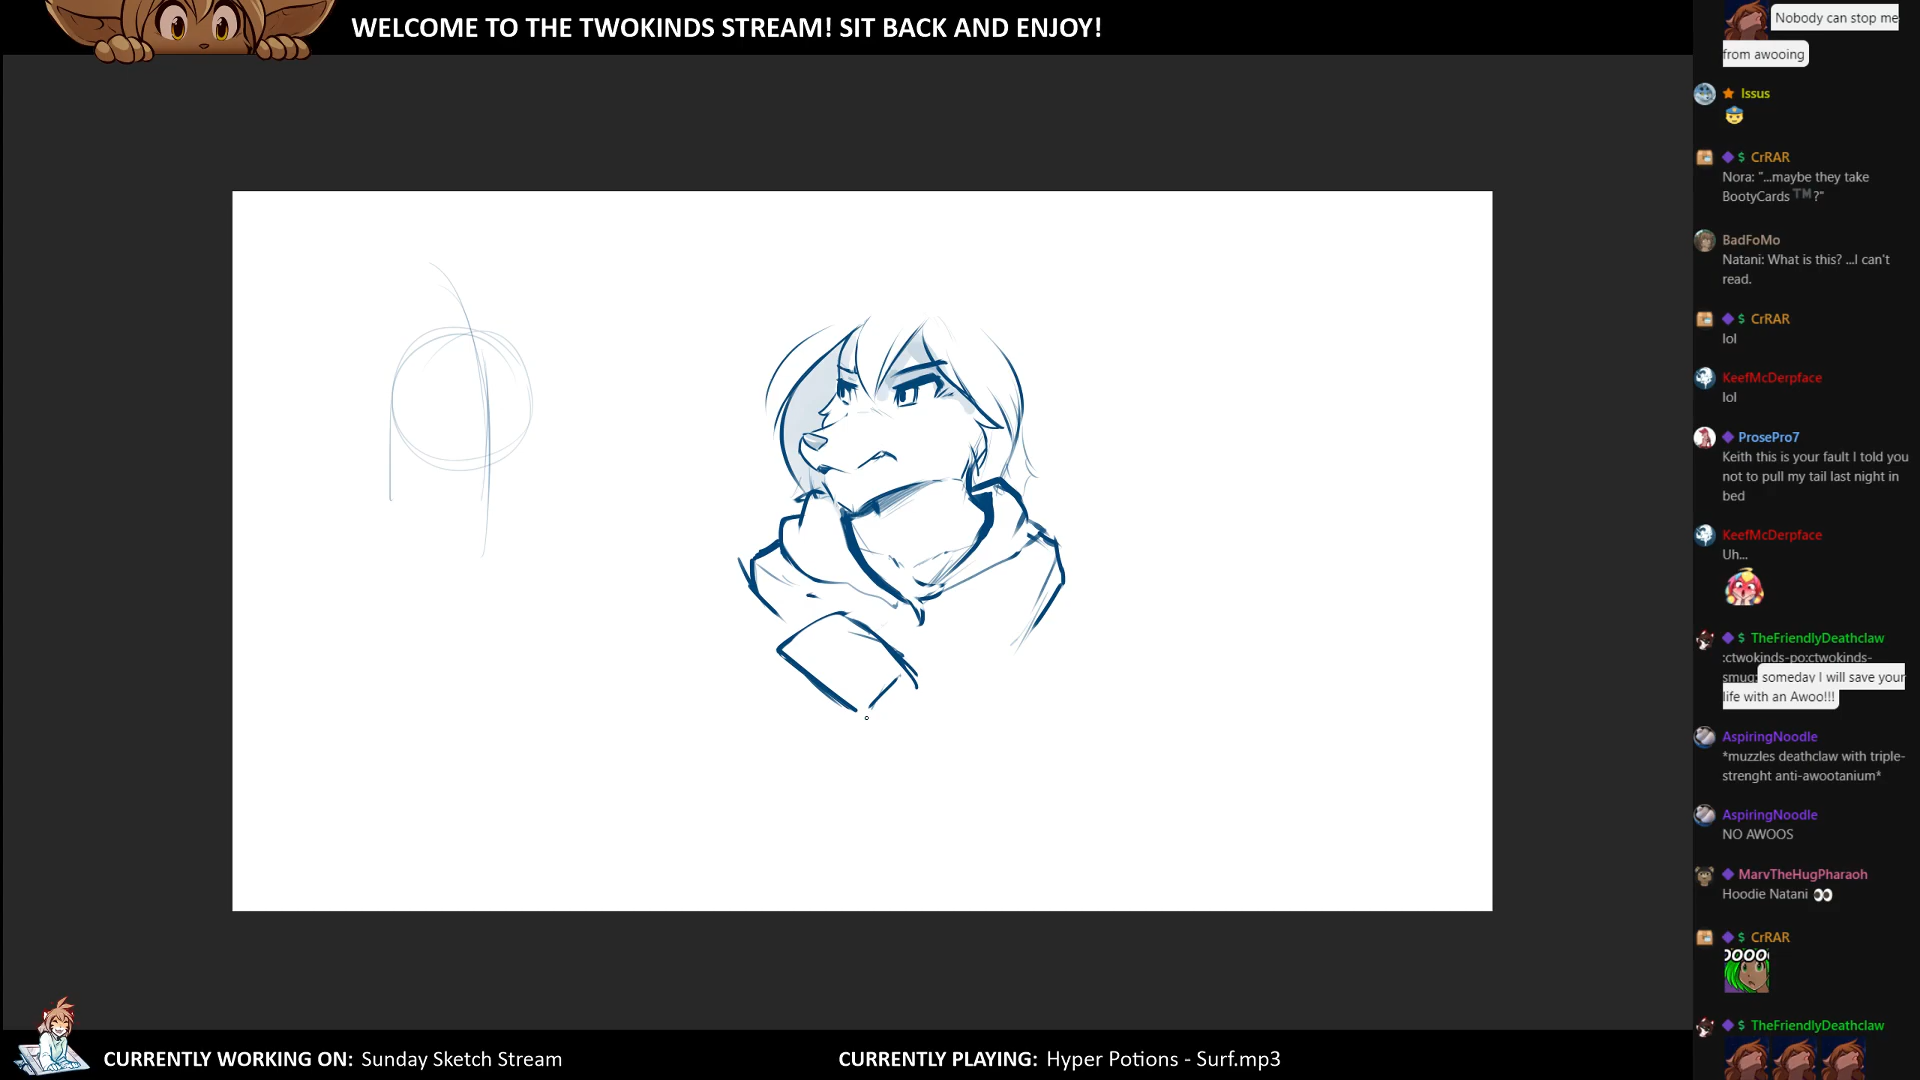 WELCOME TO THE TWOKINDS STREAM! SIT BACK AND ENJOY!
Nobody can stop me
from awooing
Issus
$ CrRAR
Nora: "...maybe they take
BootyCards™?"
BadFoMo
Natani: What is this? ...I can't
read.
$ CrRAR
lol
KeefMcDerpface
lol
ProsePro7
Keith this is your fault I told you
not to pull my tail last night in
bed
KeefMcDerpface
Uh...
$ TheFriendlyDeathclaw
:ctwokinds-po:ctwokinds-
smug: someday I will save your
life with an Awoo!!!
AspiringNoodle
*muzzles deathclaw with triple-
strenght anti-awootanium*
AspiringNoodle
NO AWOOS
MarvTheHugPharaoh
Hoodie Natani
$ CrRAR
OOOO
$ TheFriendlyDeathclaw
CURRENTLY WORKING ON: Sunday Sketch Stream
CURRENTLY PLAYING: Hyper Potions - Surf.mp3